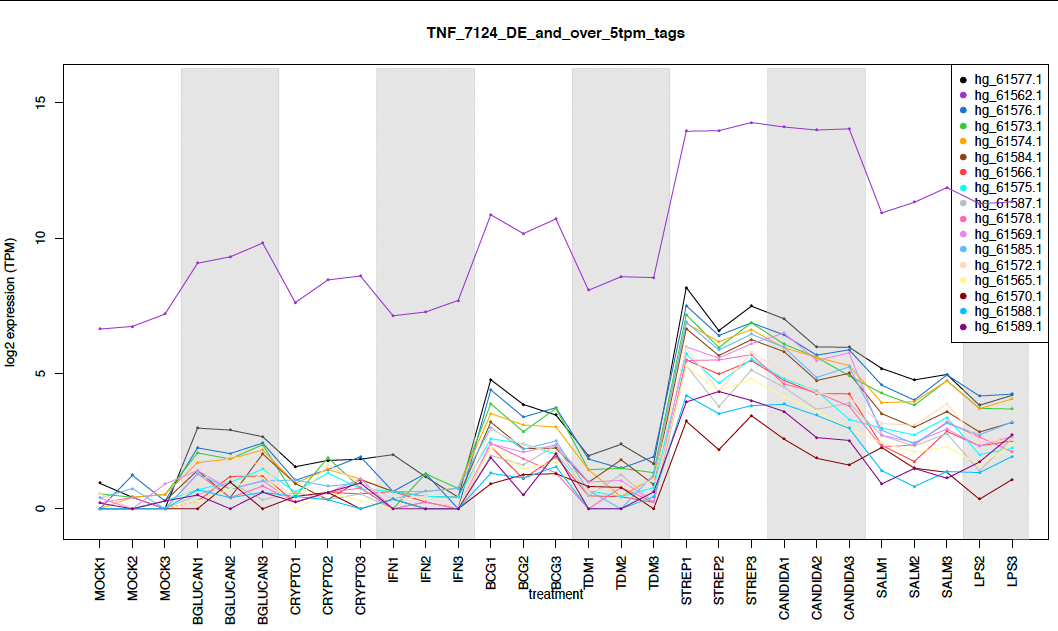 TNF_7124_DE_and_over_5tpm_tags
log2 expression (TPM)
15
10
5
0
hg_61577.1
hg_61562.1
hg_61576.1
hg_61573.1
hg_61574.1
hg_61584.1
hg_61566.1
hg_61575.1
hg_61587.1
hg_61578.1
hg_61569.1
hg_61585.1
hg_61572.1
hg_61565.1
hg_61570.1
hg_61588.1
hg_61589.1
MOCK1
MOCK2
MOCK3
BGLUCAN1
BGLUCAN2
BGLUCAN3
CRYPTO1
CRYPTO2
CRYPTO3
IFN1
IFN2
IFN3
BCG1
BCG2
BCG3
TDM1
TDM2
TDM3
STREP1
STREP2
STREP3
CANDIDA1
CANDIDA2
CANDIDA3
SALM1
SALM2
SALM3
LPS2
LPS3
treatment